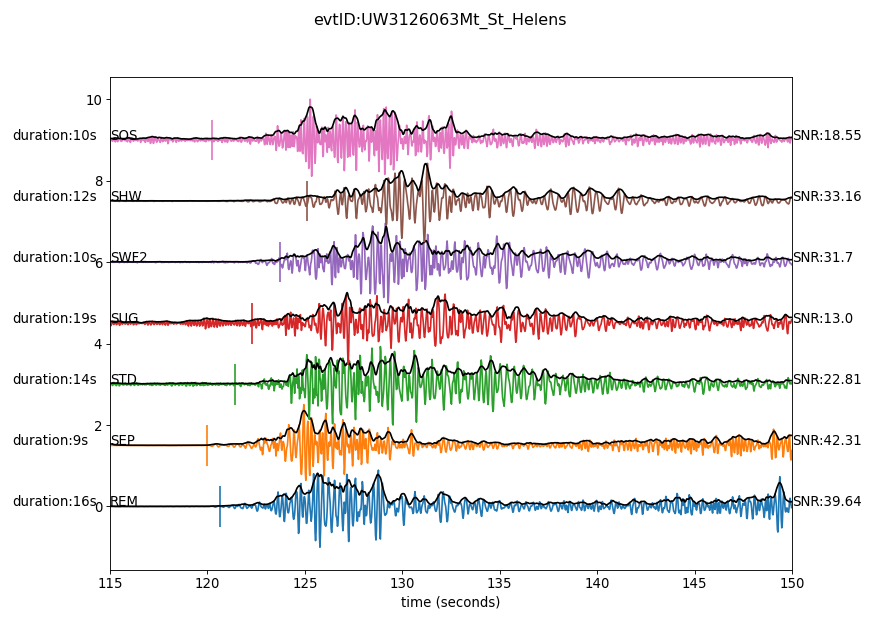 evtID:UW3126063Mt_St_Helens
10
duration:10s SOS SNR:18.55
8
duration:12s SHW SNR:33.16
duration:10s SWF2 SNR:31.7
6
duration:19s SUG SNR:13.0
4
duration:14s STD SNR:22.81
2
duration:9s SEP SNR:42.31
duration:16s REM SNR:39.64
0
115 120 125 130 135 140 145 150
time (seconds)